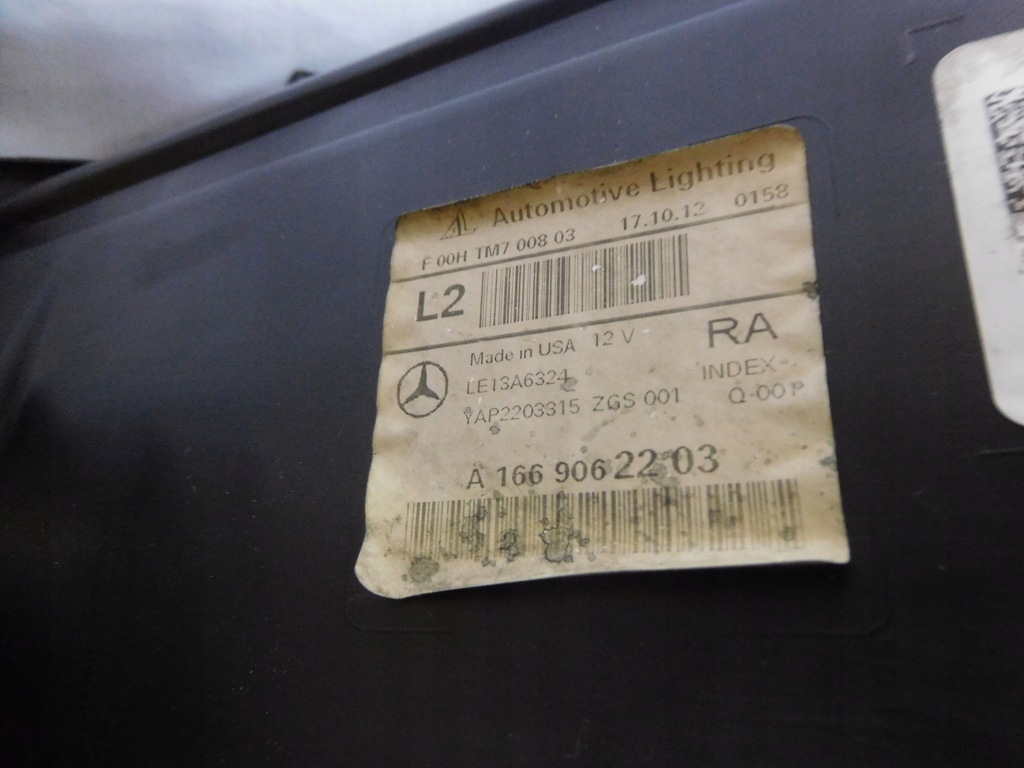 Automotive Lighting
F 00H TM7 008 03 17.10.12 0158
L2
Made in USA 12 V RA
LE13A6324 INDEX
YAP2203315 ZGS 001 Q-001
A 166 906 22 03